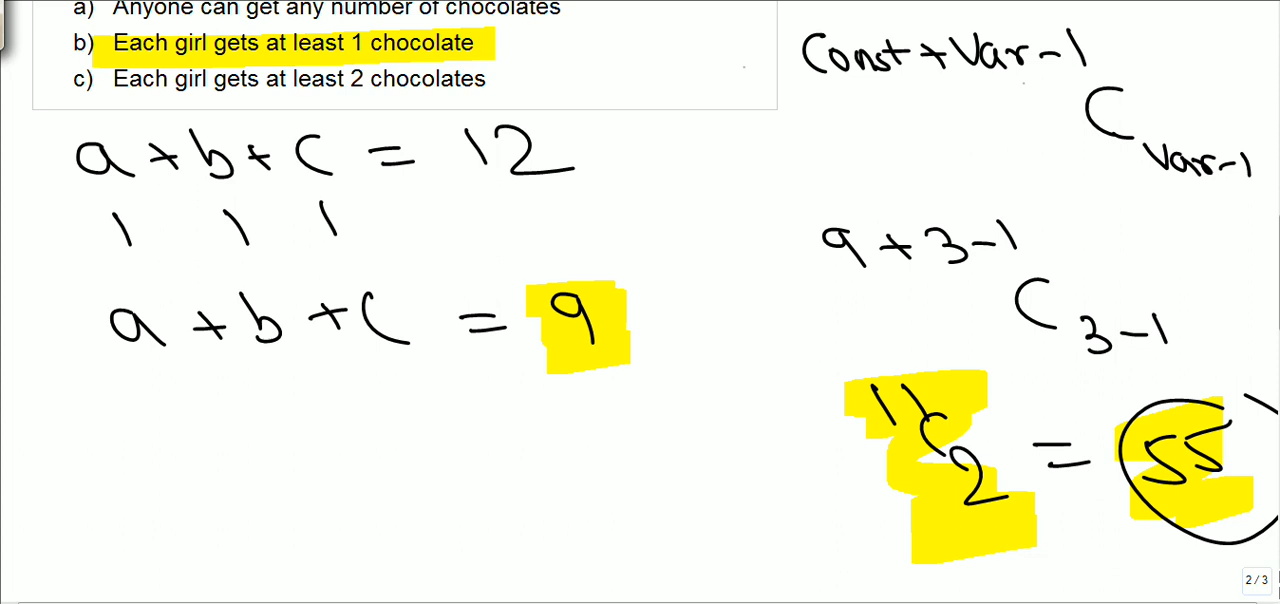 a) Anyone can get any number of chocolates
b) Each girl gets at least 1 chocolate
c) Each girl gets at least 2 chocolates
Const + Var - 1
C
Var-1
a + b + c = 12
1 1 1
a + b + c = 9
9 + 3 - 1
C
3-1
11C2 = 55
2 / 3